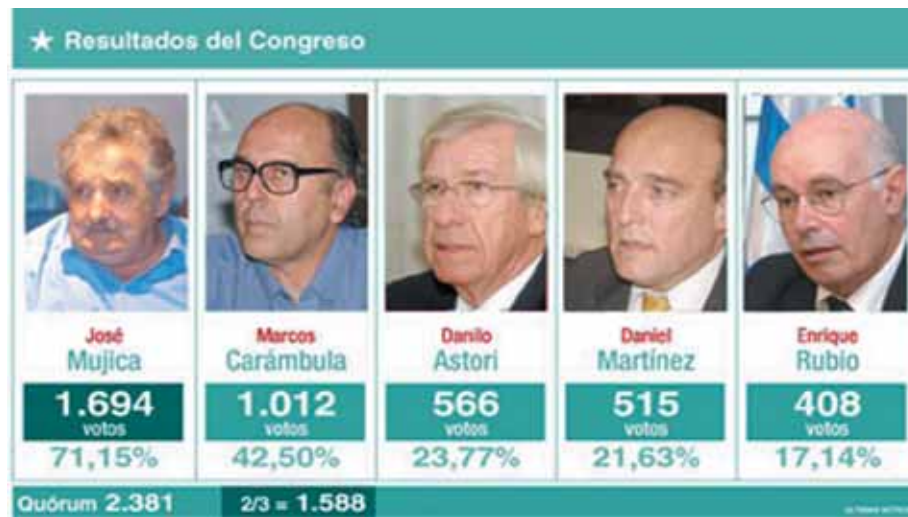 ★ Resultados del Congreso
José
Mujica
1.694
votos
71,15%
Marcos
Carámbula
1.012
votos
42,50%
Danilo
Astori
566
votos
23,77%
Daniel
Martínez
515
votos
21,63%
Enrique
Rubio
408
votos
17,14%
Quórum 2.381
2/3 = 1.588